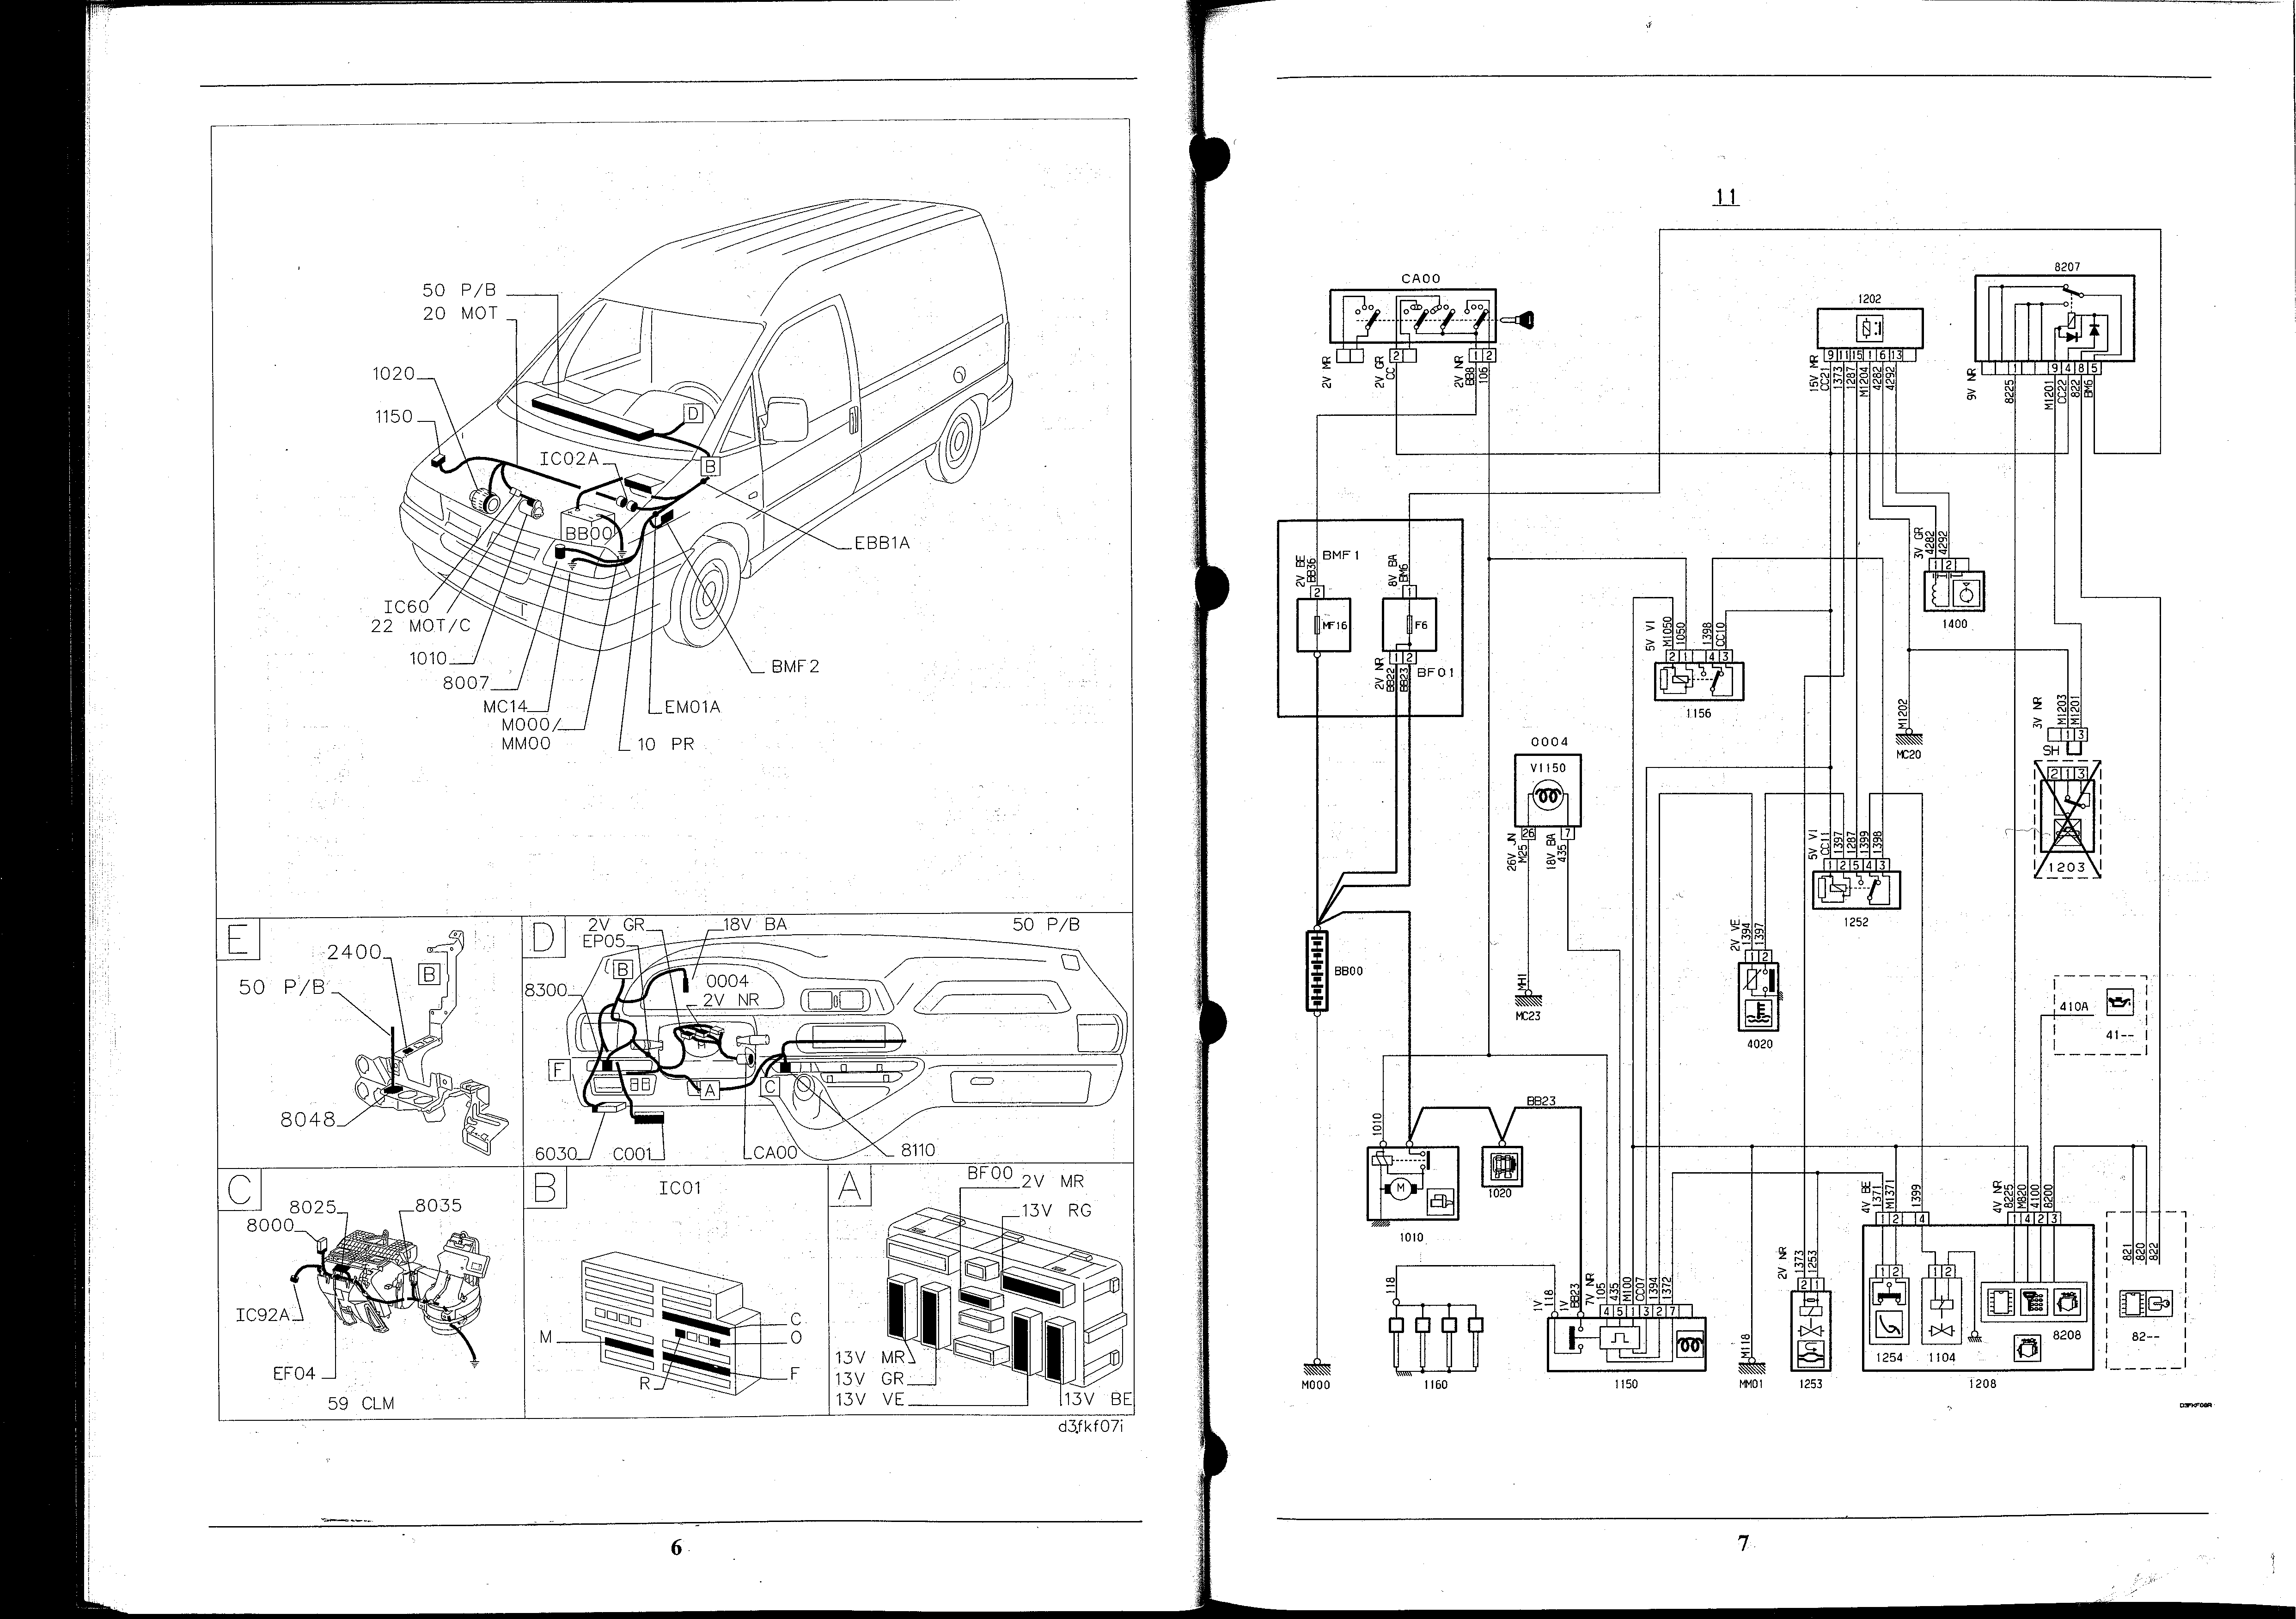 50 P/B
20 MOT
1020
1150
D
IC02A
B
BB00
EBB1A
IC60
22 MOT/C
1010
8007
BMF2
MC14
EM01A
M000/
MM00
10 PR
E
2400
B
50 P/B
8048
D
2V GR
18V BA
50 P/B
EP05
B
0004
8300
2V NR
M
F
BB
A
C
6030
C001
CA00
8110
C
8025
8035
8000
IC92A
EF04
59 CLM
B
IC01
C
M
O
R
F
A
BF00
2V MR
13V RG
13V MR
13V GR
13V VE
13V BE
d3fkf07i
6
11
CA00
2
1 2
2V MR
2V GR
CC
2V NR
BB8
106
1202
9 11 15 1 6 13
15V MR
CC21
1373
1287
M1204
4282
4292
8207
1 9 4 8 5
9V NR
8225
M1201
CC22
822
BM6
BMF1
2V BE
BB36
8V BA
BM6
2
1
MF16
F6
1 2
2V NR
BB22
BB23
BF01
3V GR
4282
4292
1 2
1400
5V VI
M1050
1050
1398
CC10
2 1 4 3
1156
M1202
MC20
3V NR
M1203
M1201
1 3
SH
2 1 3
1203
0004
V1150
26
7
26V JN
M25
18V BA
435
MH1
MC23
5V VI
CC11
1397
1287
1399
1398
1 2 5 4 3
1252
2V VE
1394
1397
1 2
4020
BB00
410A
41--
1010
BB23
M
1010
1020
118
1160
1V
118
1V
BB23
7V NR
105
435
M100
CC007
1394
1372
4 5 1 3 2 7
1150
M118
MM01
M000
2V NR
1373
1253
2 1
1253
4V BE
1371
M1371
1399
1 2 4
4V NR
8225
M820
4100
8200
1 4 2 3
1 2
1 2
1254
1104
8208
1208
821
820
822
82--
D3FKF08R
7